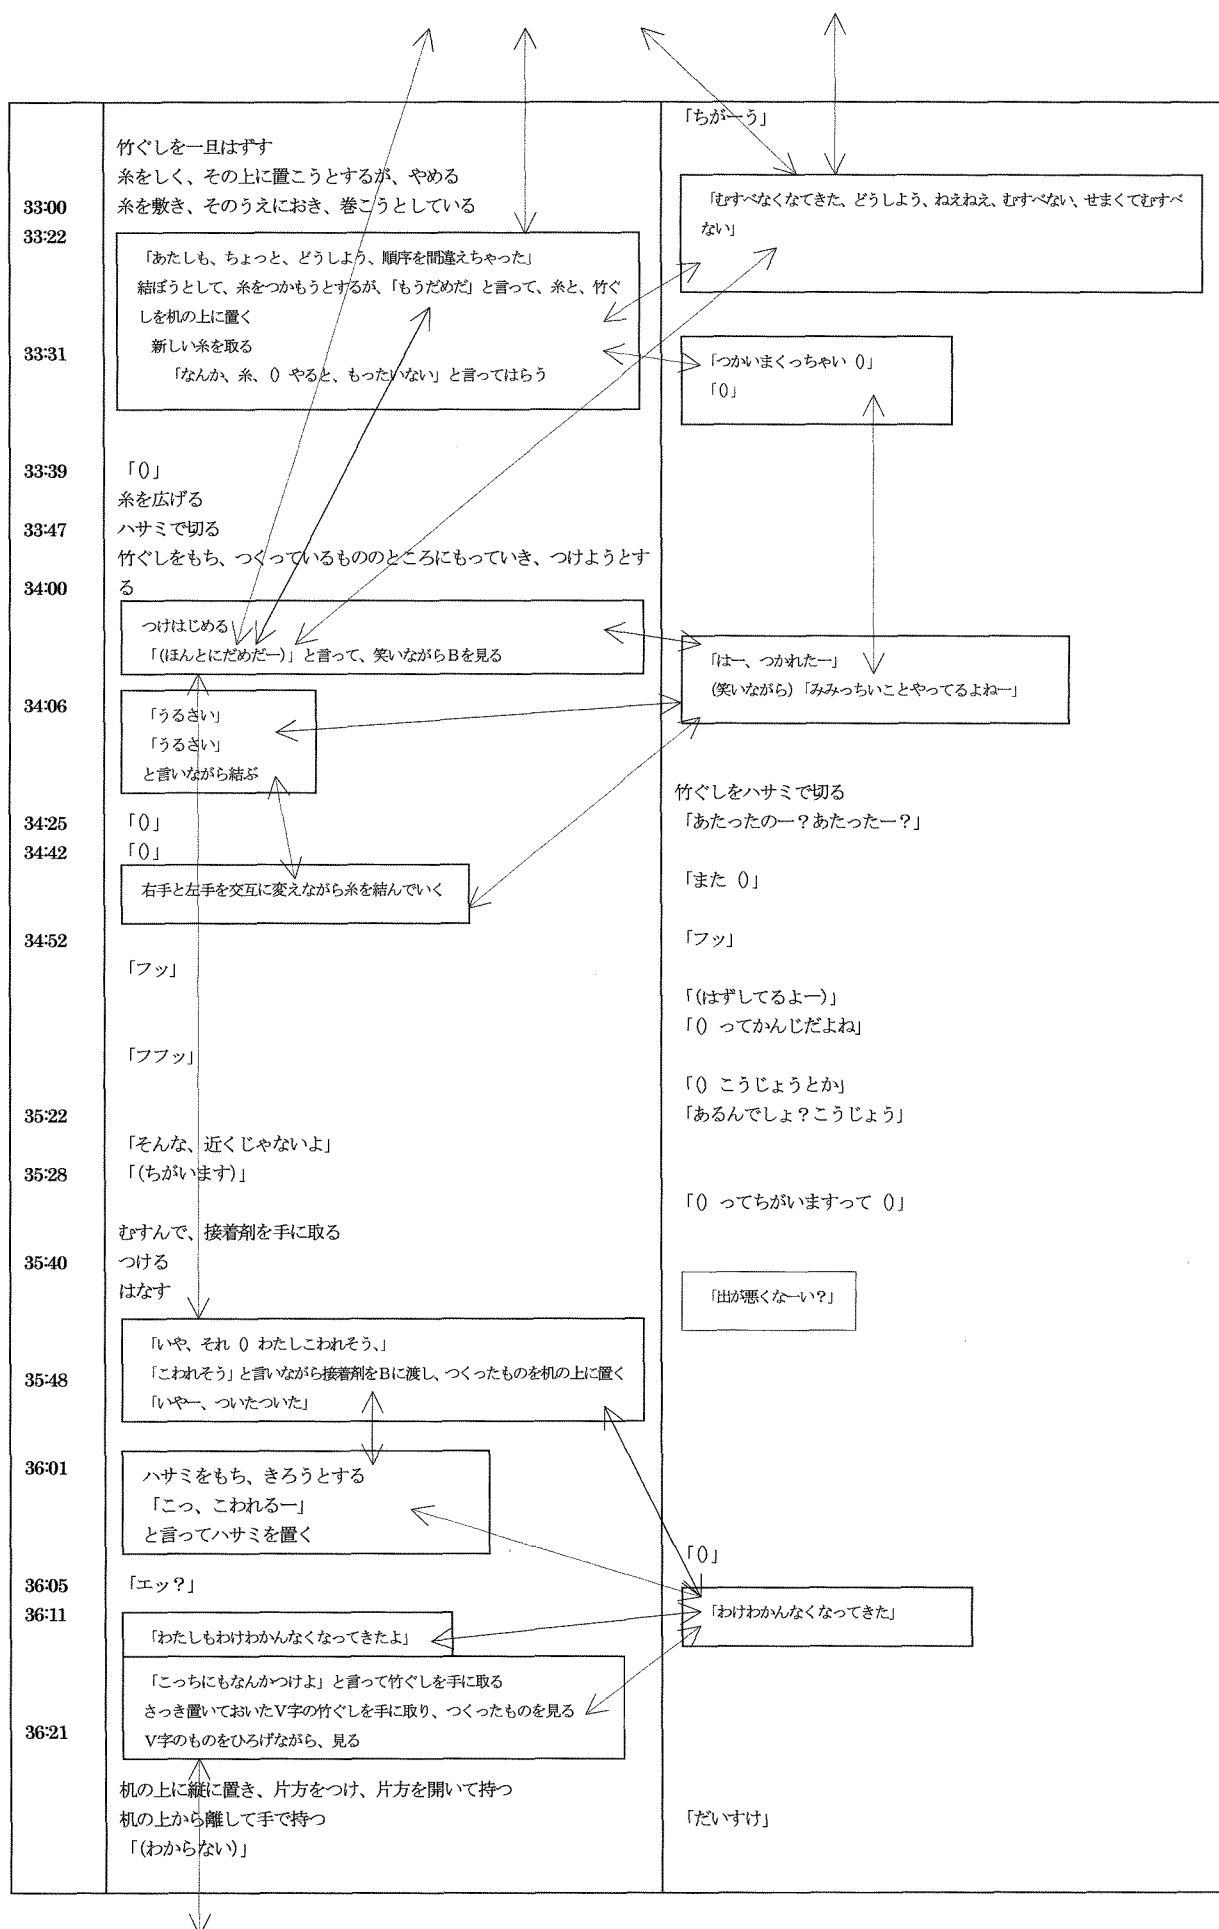 「ちがーう」
竹ぐしを一旦はずす
糸をしく、その上に置こうとするが、やめる
33:00
糸を敷き、そのうえにおき、巻こうとしている
「むすべなくなてきた、どうしよう、ねえねえ、むすべない、せまくてむすべ
ない」
33:22
「あたしも、ちょっと、どうしよう、順序を間違えちゃった」
結ぼうとして、糸をつかもうとするが、「もうだめだ」と言って、糸と、竹ぐ
しを机の上に置く
33:31
新しい糸を取る
「なんか、糸、() やると、もったいない」と言ってはらう
「つかいまくっちゃい ()」
「()」
33:39
「()」
糸を広げる
33:47
ハサミで切る
竹ぐしをもち、つくっているもののところにもっていき、つけようとす
34:00
る
つけはじめる
「(ほんとにだめだー)」と言って、笑いながらBを見る
「はー、つかれたー」
(笑いながら)「みみっちいことやってるよねー」
34:06
「うるさい」
「うるさい」
と言いながら結ぶ
竹ぐしをハサミで切る
34:25
「()」
「あたったのー？あたったー？」
34:42
「()」
右手と左手を交互に変えながら糸を結んでいく
「また ()」
34:52
「フッ」
「フッ」
「(はずしてるよー)」
「() ってかんじだよね」
「フフッ」
「() こうじょうとか」
35:22
「あるんでしょ？こうじょう」
「そんな、近くじゃないよ」
35:28
「(ちがいます)」
「() ってちがいますって ()」
むすんで、接着剤を手に取る
35:40
つける
はなす
「出が悪くなーい？」
「いや、それ () わたしこわれそう、」
35:48
「こわれそう」と言いながら接着剤をBに渡し、つくったものを机の上に置く
「いやー、ついたついた」
36:01
ハサミをもち、きろうとする
「こっ、こわれるー」
と言ってハサミを置く
「()」
36:05
「エッ？」
36:11
「わけわかんなくなってきた」
「わたしもわけわかんなくなってきたよ」
「こっちにもなんかつけよ」と言って竹ぐしを手に取る
さっき置いておいたV字の竹ぐしを手に取り、つくったものを見る
36:21
V字のものをひろげながら、見る
机の上に縦に置き、片方をつけ、片方を開いて持つ
机の上から離して手で持つ
「だいすけ」
「(わからない)」